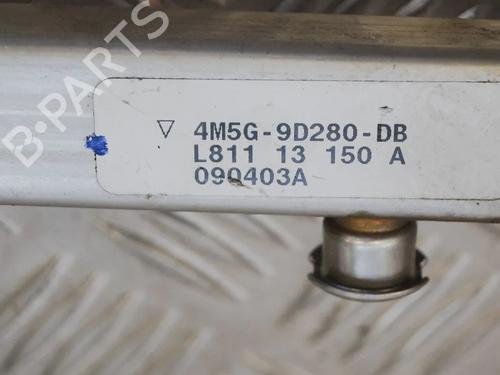 B-PARTS
▽ 4M5G-9D280-DB
L811 13 150 A
090403A